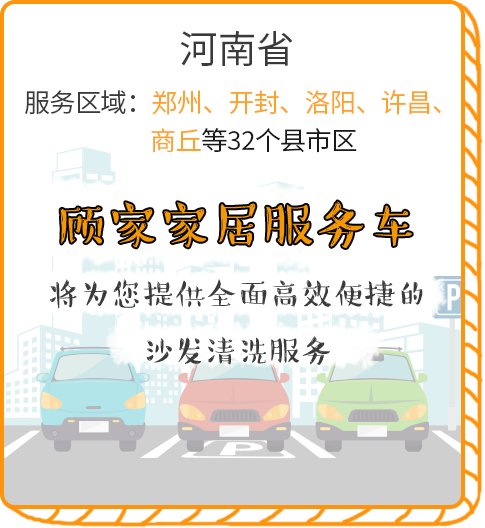 河南省
服务区域：郑州、开封、洛阳、许昌、
商丘等32个县市区
顾家家居服务车
将为您提供全面高效便捷的
沙发清洗服务
P
P